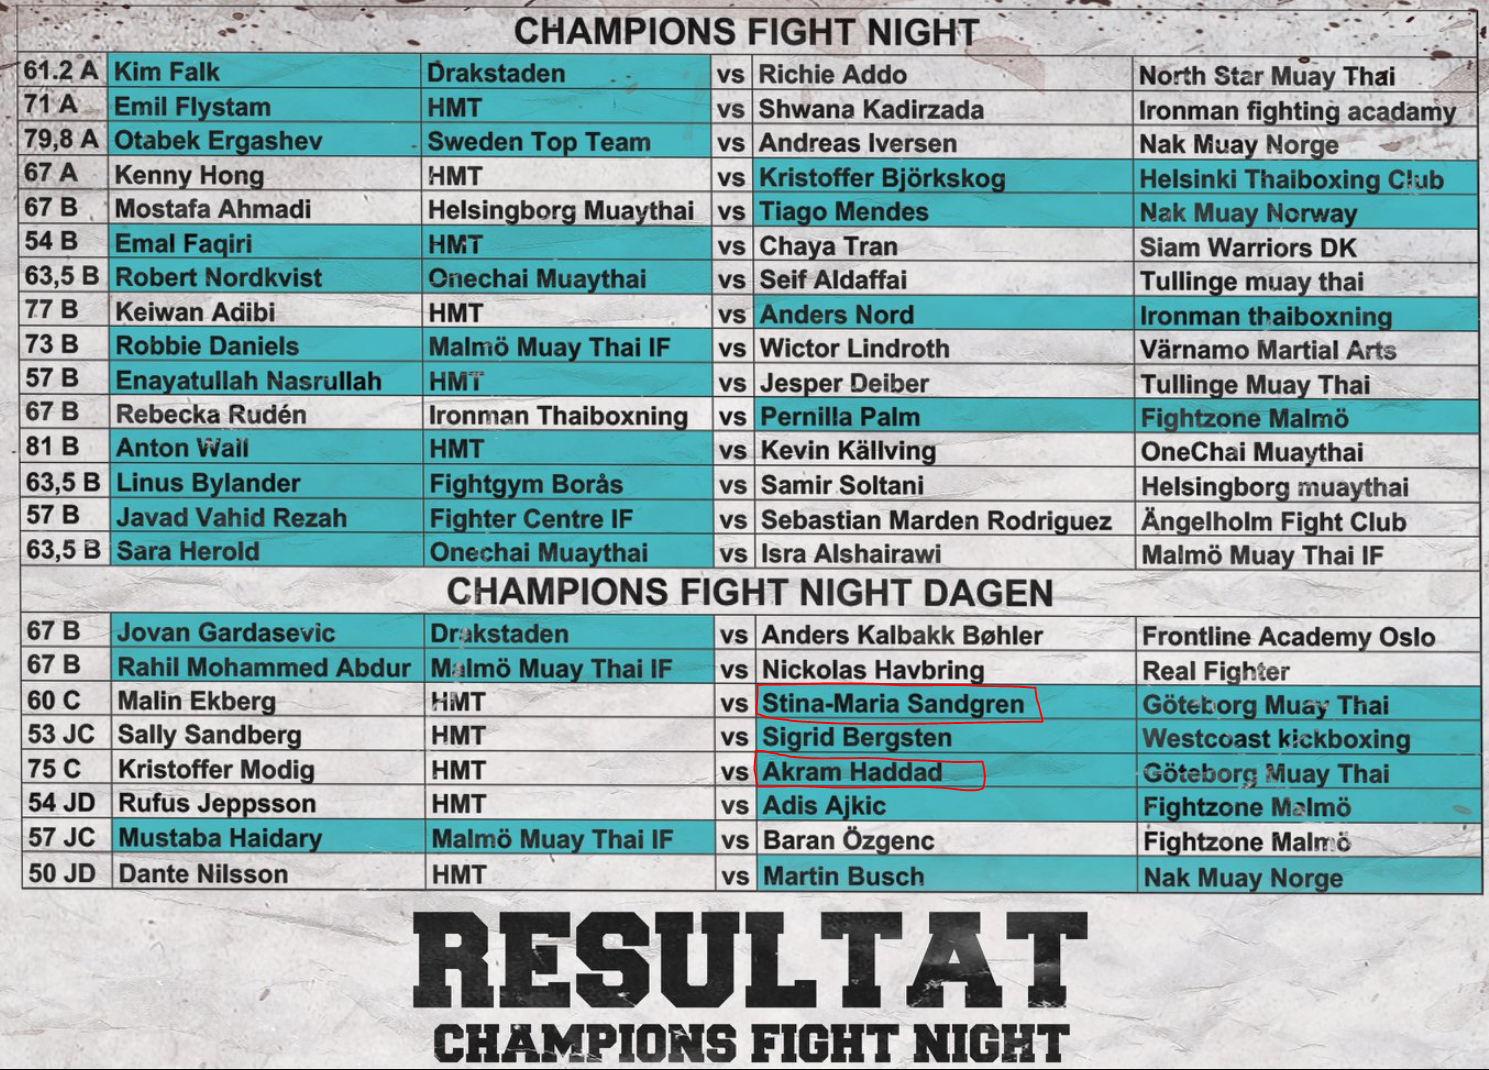 CHAMPIONS FIGHT NIGHT
61.2 A Kim Falk Drakstaden vs Richie Addo North Star Muay Thai
71 A Emil Flystam HMT vs Shwana Kadirzada Ironman fighting acadamy
79,8 A Otabek Ergashev Sweden Top Team vs Andreas Iversen Nak Muay Norge
67 A Kenny Hong HMT vs Kristoffer Björkskog Helsinki Thaiboxing Club
67 B Mostafa Ahmadi Helsingborg Muaythai vs Tiago Mendes Nak Muay Norway
54 B Emal Faqiri HMT vs Chaya Tran Siam Warriors DK
63,5 B Robert Nordkvist Onechai Muaythai vs Seif Aldaffai Tullinge muay thai
77 B Keiwan Adibi HMT vs Anders Nord Ironman thaiboxning
73 B Robbie Daniels Malmö Muay Thai IF vs Wictor Lindroth Värnamo Martial Arts
57 B Enayatullah Nasrullah HMT vs Jesper Deiber Tullinge Muay Thai
67 B Rebecka Rudén Ironman Thaiboxning vs Pernilla Palm Fightzone Malmö
81 B Anton Wall HMT vs Kevin Källving OneChai Muaythai
63,5 B Linus Bylander Fightgym Borås vs Samir Soltani Helsingborg muaythai
57 B Javad Vahid Rezah Fighter Centre IF vs Sebastian Marden Rodriguez Ängelholm Fight Club
63,5 B Sara Herold Onechai Muaythai vs Isra Alshairawi Malmö Muay Thai IF
CHAMPIONS FIGHT NIGHT DAGEN
67 B Jovan Gardasevic Drakstaden vs Anders Kalbakk Bøhler Frontline Academy Oslo
67 B Rahil Mohammed Abdur Malmö Muay Thai IF vs Nickolas Havbring Real Fighter
60 C Malin Ekberg HMT vs Stina-Maria Sandgren Göteborg Muay Thai
53 JC Sally Sandberg HMT vs Sigrid Bergsten Westcoast kickboxing
75 C Kristoffer Modig HMT vs Akram Haddad Göteborg Muay Thai
54 JD Rufus Jeppsson HMT vs Adis Ajkic Fightzone Malmö
57 JC Mustaba Haidary Malmö Muay Thai IF vs Baran Özgenc Fightzone Malmö
50 JD Dante Nilsson HMT vs Martin Busch Nak Muay Norge
RESULTAT
CHAMPIONS FIGHT NIGHT